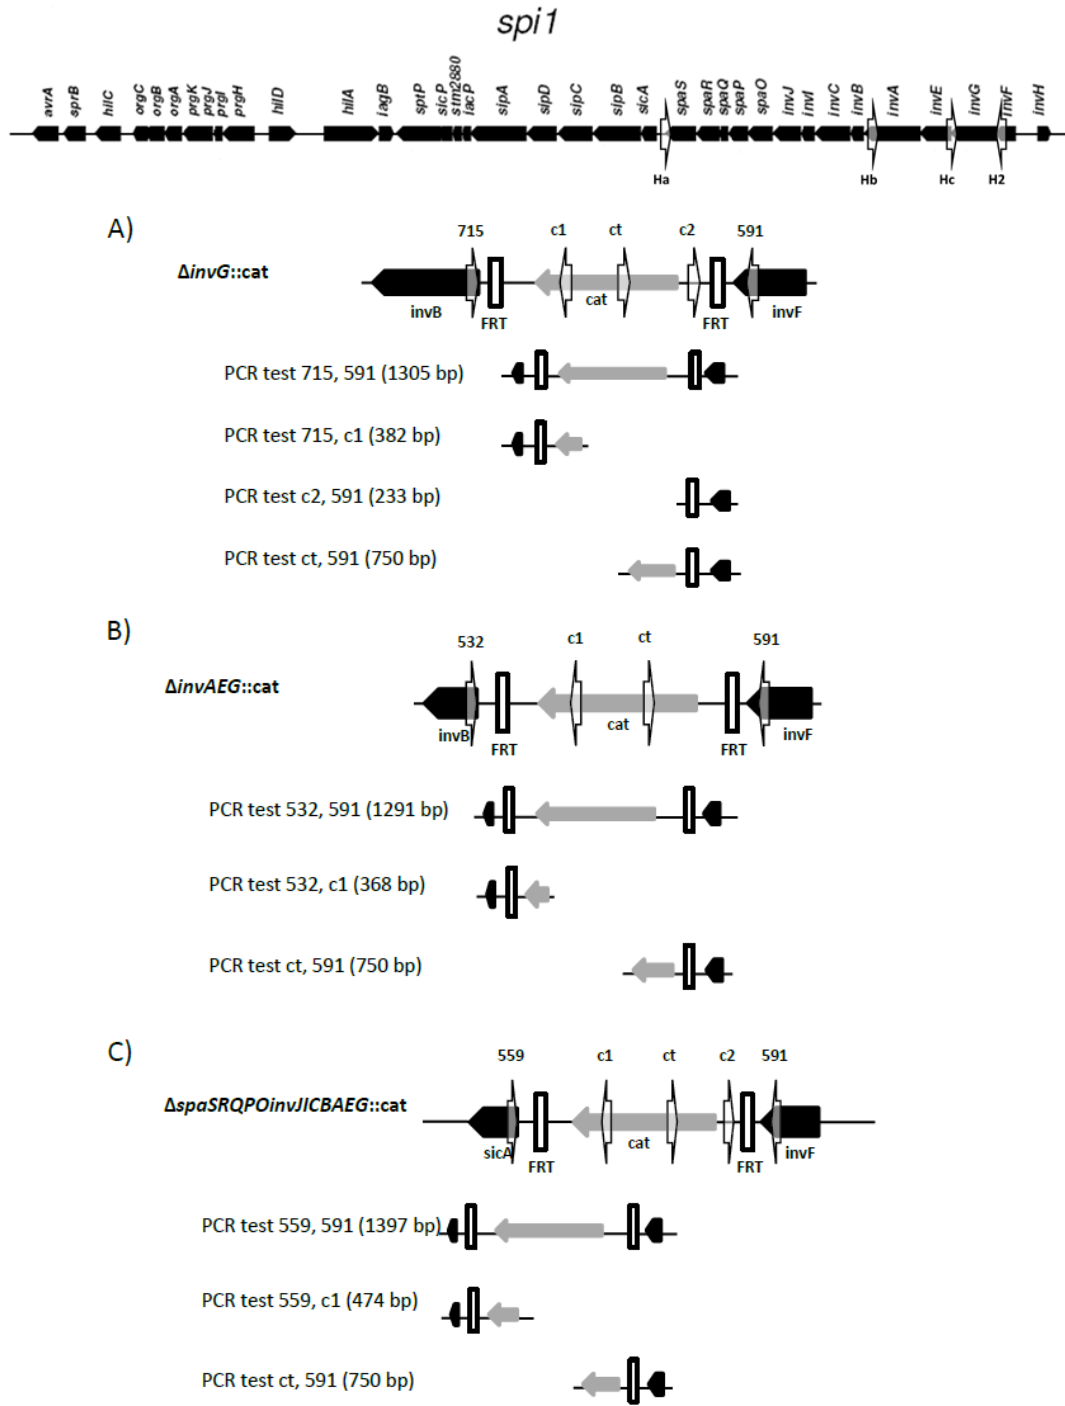 spi1
avrA sprB hilC orgC orgB orgA prgK prgJ prgI prgH hilD hilA iagB sptP sicP stm2880 iacP sipA sipD sipC sipB sicA spaS spaR spaQ spaP spaO invJ invI invC invB invA invE invG invF invH
Ha Hb Hc H2
A)
715 c1 ct c2 591
ΔinvG::cat
invB FRT cat FRT invF
PCR test 715, 591 (1305 bp)
PCR test 715, c1 (382 bp)
PCR test c2, 591 (233 bp)
PCR test ct, 591 (750 bp)
B)
532 c1 ct 591
ΔinvAEG::cat
invB FRT cat FRT invF
PCR test 532, 591 (1291 bp)
PCR test 532, c1 (368 bp)
PCR test ct, 591 (750 bp)
C)
559 c1 ct c2 591
ΔspaSRQPOinvJICBAEG::cat
sicA FRT cat FRT invF
PCR test 559, 591 (1397 bp)
PCR test 559, c1 (474 bp)
PCR test ct, 591 (750 bp)